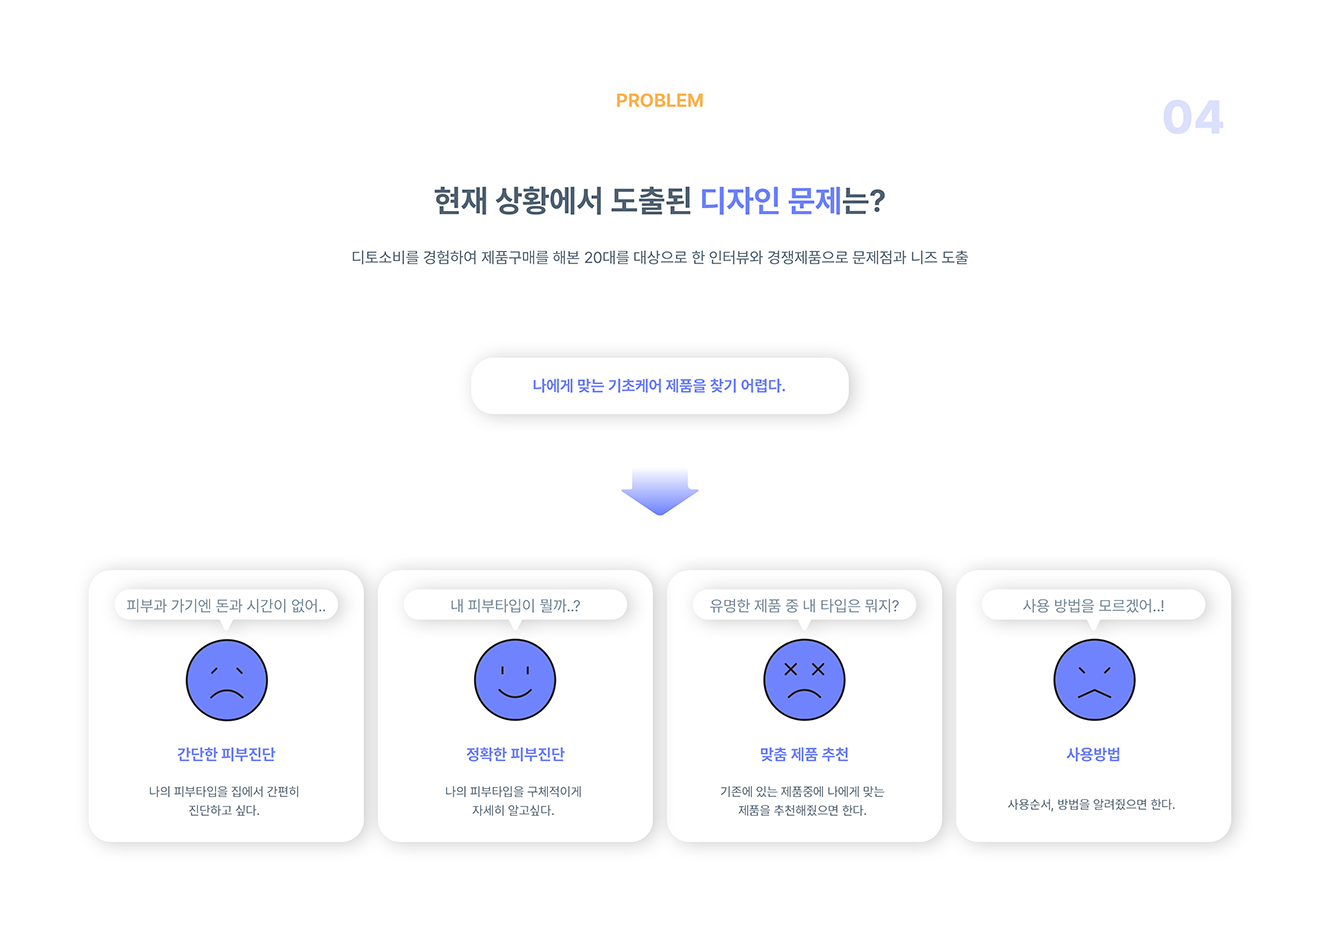 PROBLEM
04
현재 상황에서 도출된 디자인 문제는?
디토소비를 경험하여 제품구매를 해본 20대를 대상으로 한 인터뷰와 경쟁제품으로 문제점과 니즈 도출
나에게 맞는 기초케어 제품을 찾기 어렵다.
피부과 가기엔 돈과 시간이 없어..
간단한 피부진단
나의 피부타입을 집에서 간편히
진단하고 싶다.
내 피부타입이 뭘까..?
정확한 피부진단
나의 피부타입을 구체적이게
자세히 알고싶다.
유명한 제품 중 내 타입은 뭐지?
맞춤 제품 추천
기존에 있는 제품중에 나에게 맞는
제품을 추천해줬으면 한다.
사용 방법을 모르겠어..!
사용방법
사용순서, 방법을 알려줬으면 한다.